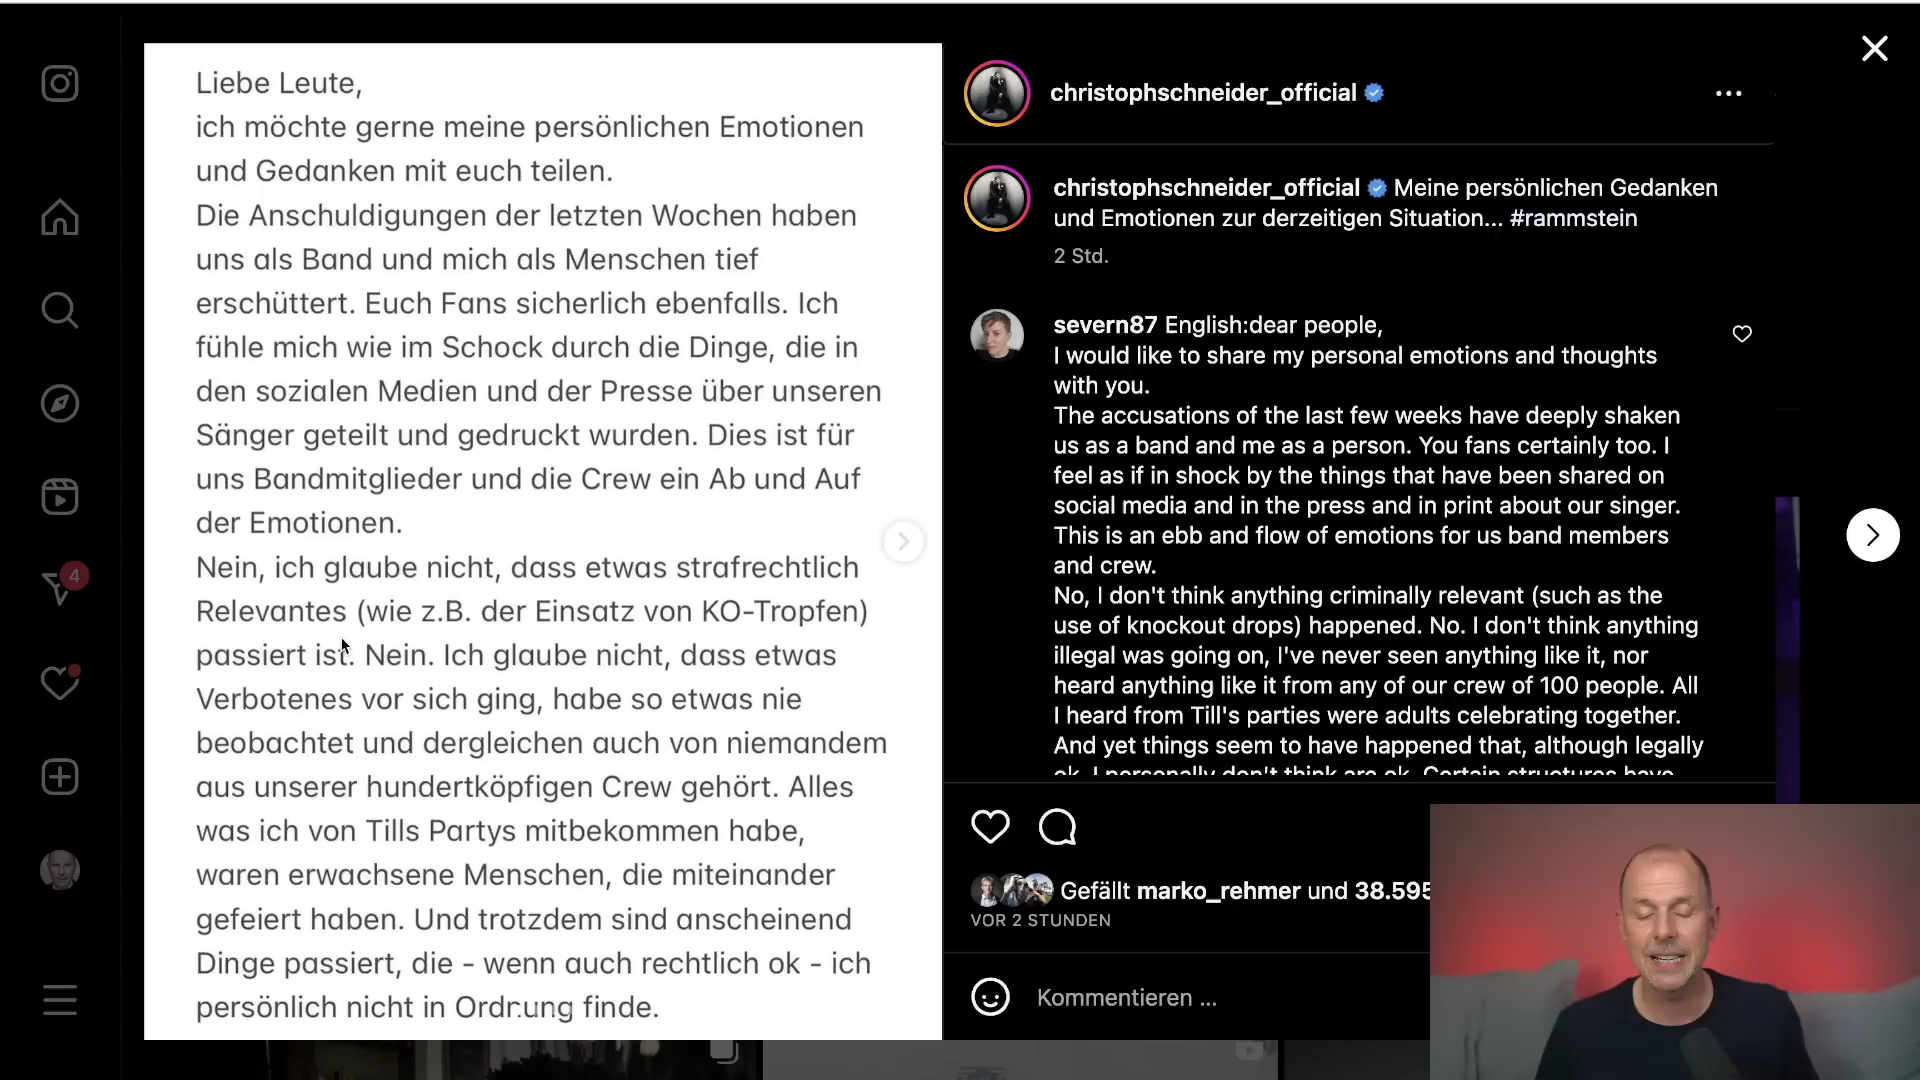 Liebe Leute,
ich möchte gerne meine persönlichen Emotionen
und Gedanken mit euch teilen.
Die Anschuldigungen der letzten Wochen haben
uns als Band und mich als Menschen tief
erschüttert. Euch Fans sicherlich ebenfalls. Ich
fühle mich wie im Schock durch die Dinge, die in
den sozialen Medien und der Presse über unseren
Sänger geteilt und gedruckt wurden. Dies ist für
uns Bandmitglieder und die Crew ein Ab und Auf
der Emotionen.
Nein, ich glaube nicht, dass etwas strafrechtlich
Relevantes (wie z.B. der Einsatz von KO-Tropfen)
passiert ist. Nein. Ich glaube nicht, dass etwas
Verbotenes vor sich ging, habe so etwas nie
beobachtet und dergleichen auch von niemandem
aus unserer hundertköpfigen Crew gehört. Alles
was ich von Tills Partys mitbekommen habe,
waren erwachsene Menschen, die miteinander
gefeiert haben. Und trotzdem sind anscheinend
Dinge passiert, die - wenn auch rechtlich ok - ich
persönlich nicht in Ordnung finde.
christophschneider_official
christophschneider_official Meine persönlichen Gedanken
und Emotionen zur derzeitigen Situation... #rammstein
2 Std.
severn87 English:dear people,
I would like to share my personal emotions and thoughts
with you.
The accusations of the last few weeks have deeply shaken
us as a band and me as a person. You fans certainly too. I
feel as if in shock by the things that have been shared on
social media and in the press and in print about our singer.
This is an ebb and flow of emotions for us band members
and crew.
No, I don't think anything criminally relevant (such as the
use of knockout drops) happened. No. I don't think anything
illegal was going on, I've never seen anything like it, nor
heard anything like it from any of our crew of 100 people. All
I heard from Till's parties were adults celebrating together.
And yet things seem to have happened that, although legally
ok, I personally don't think are ok. Certain structures have
Gefällt marko_rehmer und 38.595
VOR 2 STUNDEN
Kommentieren ...
4